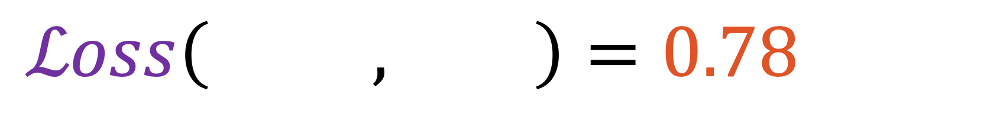 ℒoss( , ) = 0.78